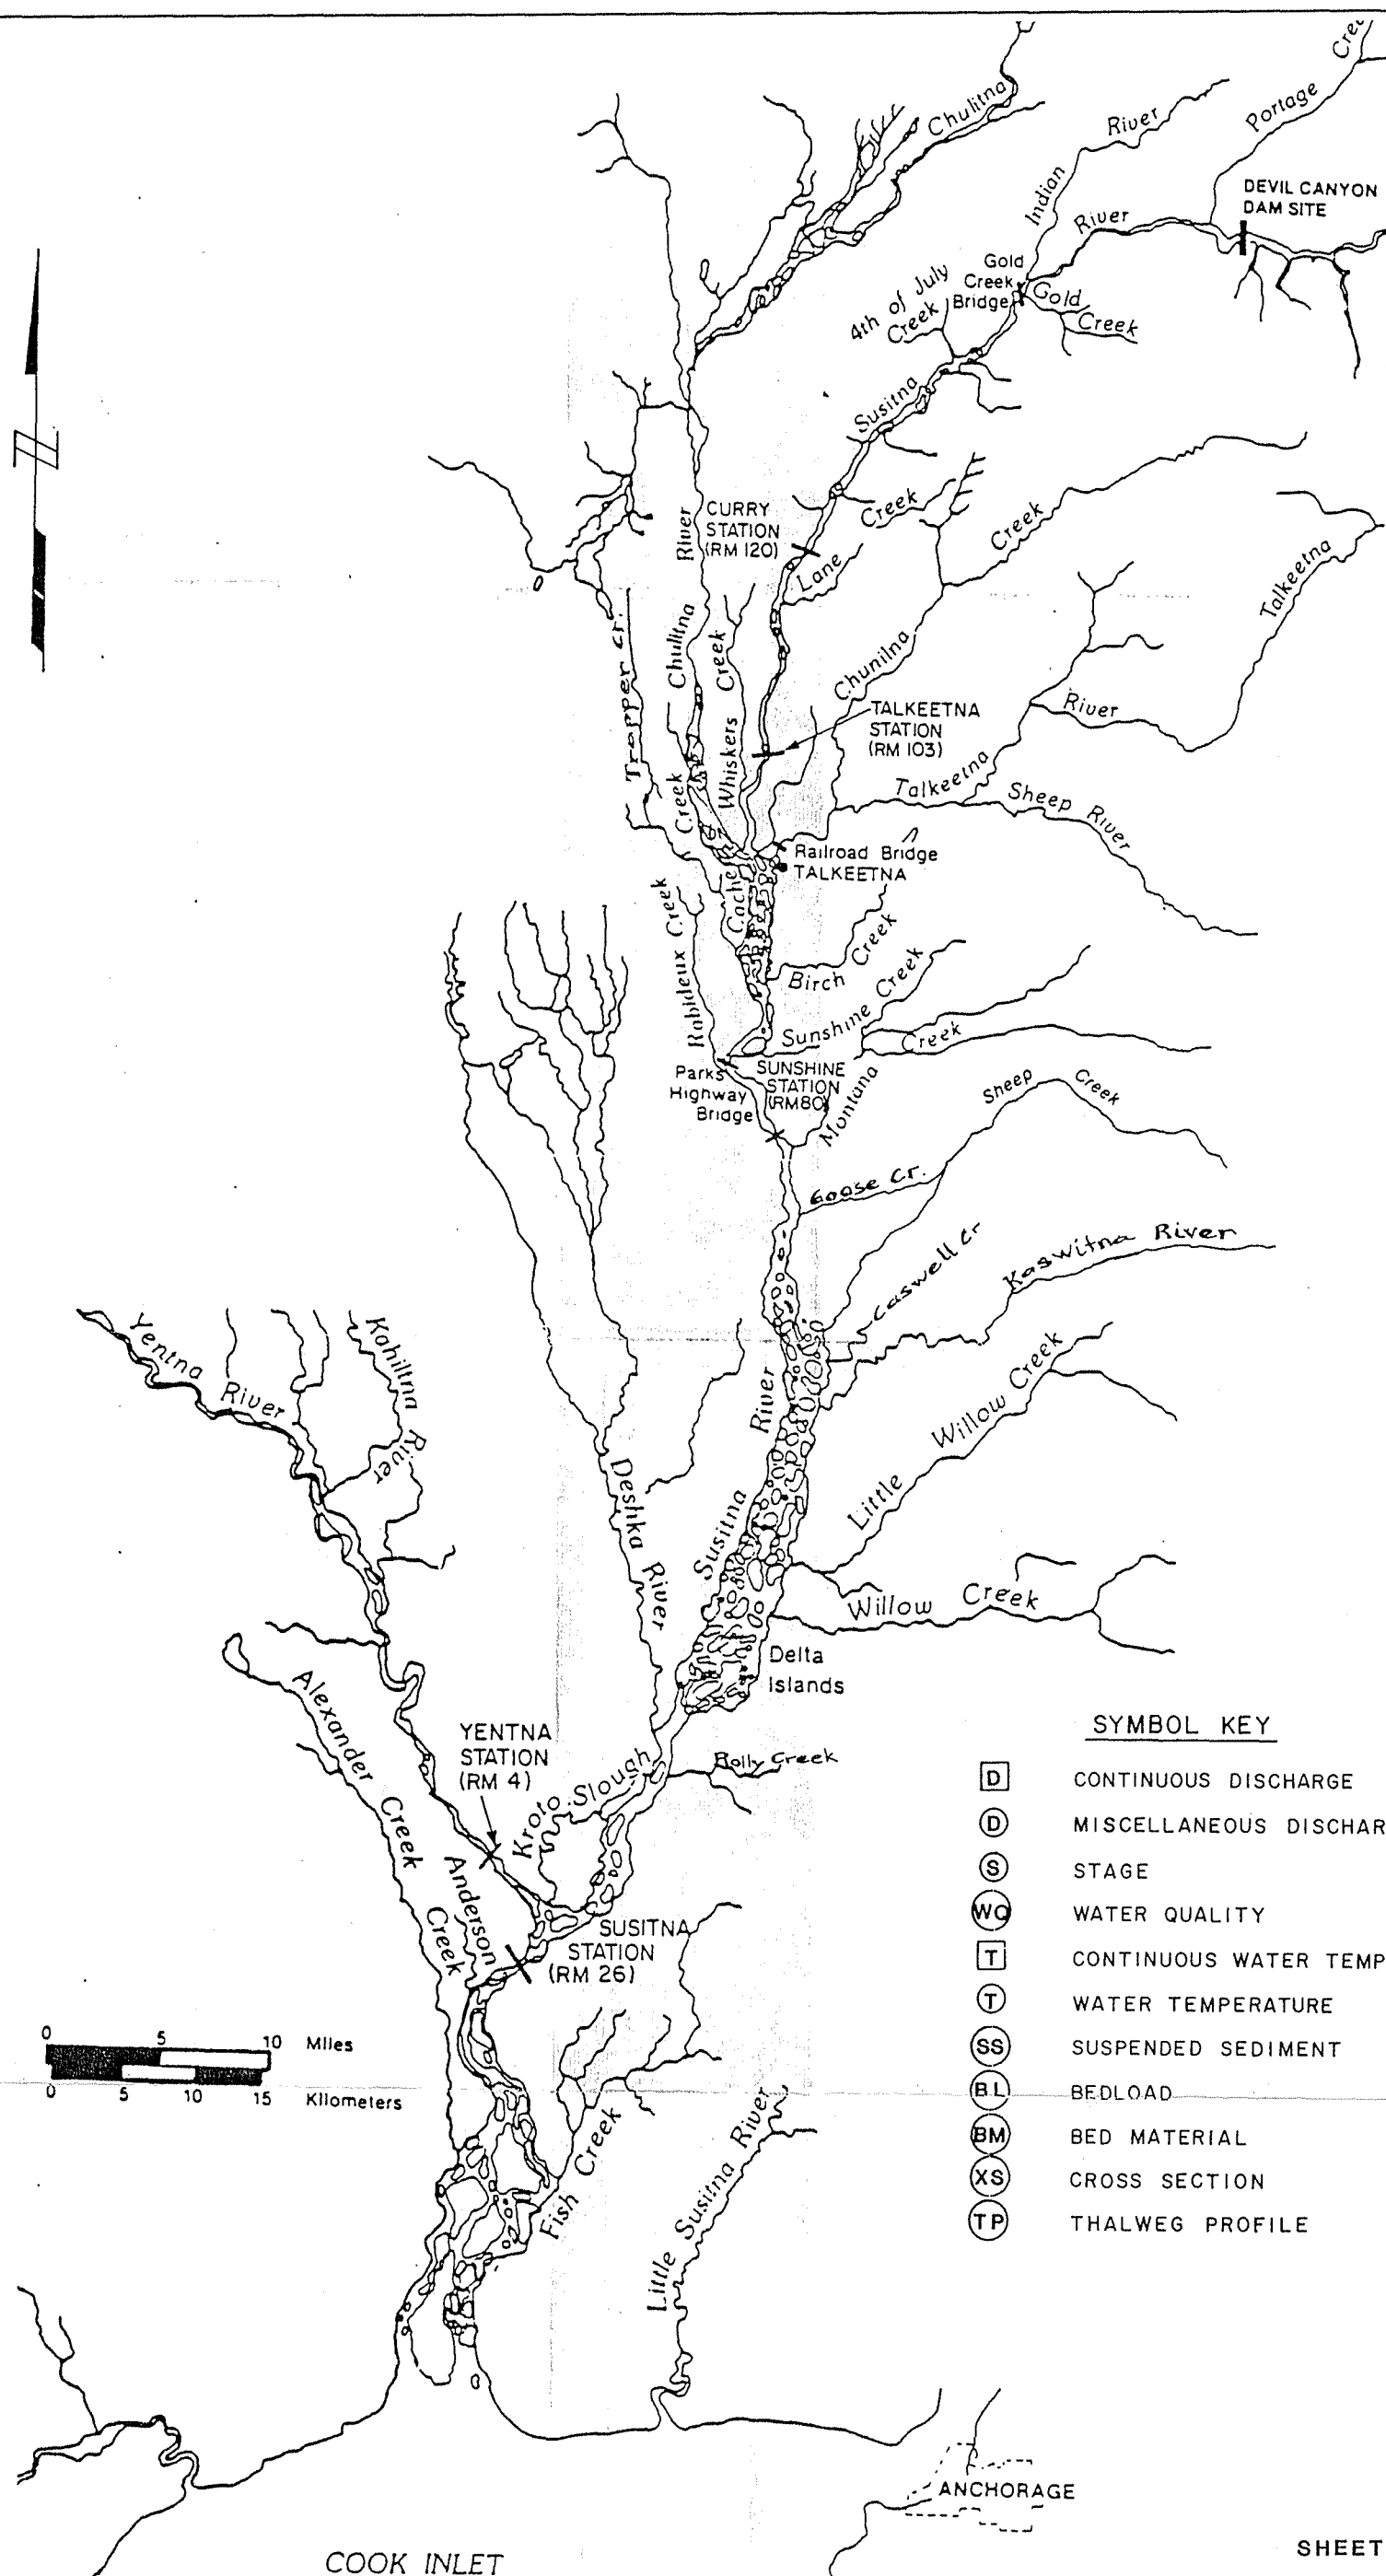 Chulitna
River
Portage
Indian
River
DEVIL CANYON
DAM SITE
Gold
Creek
Bridge
Gold
Creek
4th of July
Creek
Susitna
CURRY
STATION
(RM 120)
River
Creek
Lane
Creek
Talkeetna
Trapper Cr.
Chulitna
Creek
Whiskers
Chunilna
River
TALKEETNA
STATION
(RM 103)
Creek
Cache
Talkeetna
Sheep River
Railroad Bridge
TALKEETNA
Rabideux Creek
Birch Creek
Sunshine Creek
Creek
Montana
Parks
Highway
Bridge
SUNSHINE
STATION
(RM80)
Sheep Creek
Goose Cr.
Caswell Cr
Kaswitna River
Yentna River
Kahiltna River
River
Susitna
Little Willow Creek
Deshka River
Willow Creek
Delta
Islands
Alexander Creek
Creek
YENTNA
STATION
(RM 4)
Kroto Slough
Rolly Creek
Anderson
SUSITNA
STATION
(RM 26)
SYMBOL KEY
D CONTINUOUS DISCHARGE
D MISCELLANEOUS DISCHAR
S STAGE
WQ WATER QUALITY
T CONTINUOUS WATER TEMP
T WATER TEMPERATURE
SS SUSPENDED SEDIMENT
BL BEDLOAD
BM BED MATERIAL
XS CROSS SECTION
TP THALWEG PROFILE
0 5 10 Miles
0 5 10 15 Kilometers
Fish Creek
Little Susitna River
ANCHORAGE
COOK INLET
SHEET